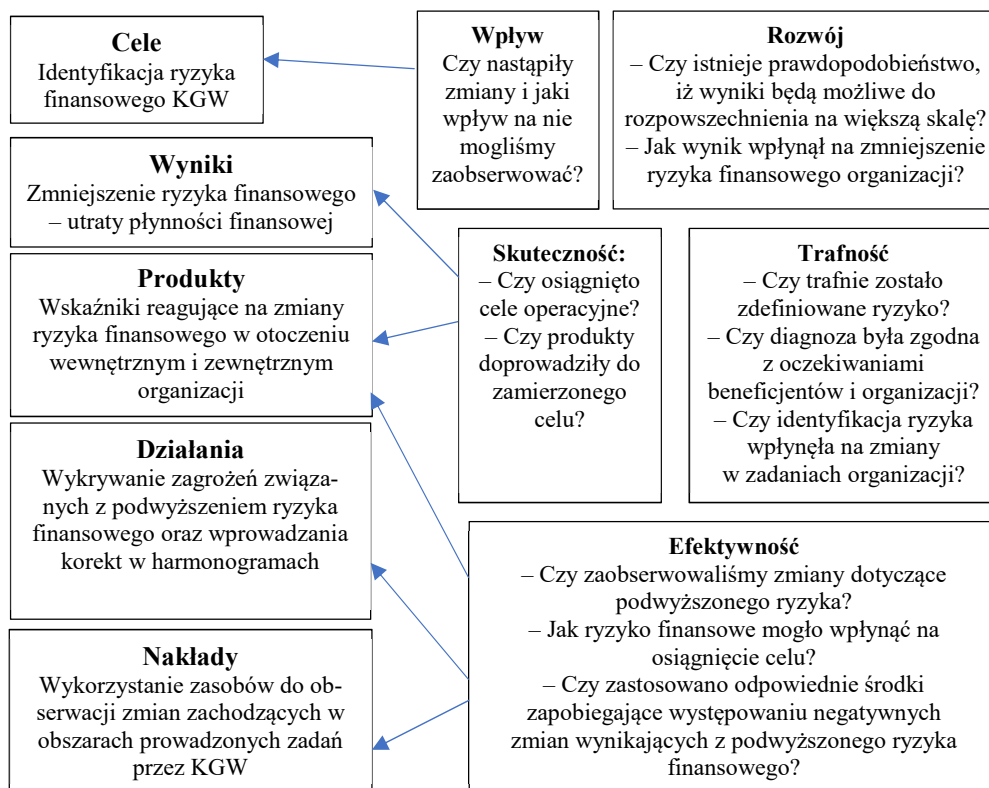 Cele
Identyfikacja ryzyka
finansowego KGW
Wpływ
Czy nastąpiły
zmiany i jaki
wpływ na nie
mogliśmy
zaobserwować?
Rozwój
– Czy istnieje prawdopodobieństwo,
iż wyniki będą możliwe do
rozpowszechnienia na większą skalę?
– Jak wynik wpłynął na zmniejszenie
ryzyka finansowego organizacji?
Wyniki
Zmniejszenie ryzyka finansowego
– utraty płynności finansowej
Produkty
Wskaźniki reagujące na zmiany
ryzyka finansowego w otoczeniu
wewnętrznym i zewnętrznym
organizacji
Skuteczność:
– Czy osiągnięto
cele operacyjne?
– Czy produkty
doprowadziły do
zamierzonego
celu?
Trafność
– Czy trafnie zostało
zdefiniowane ryzyko?
– Czy diagnoza była zgodna
z oczekiwaniami
beneficjentów i organizacji?
– Czy identyfikacja ryzyka
wpłynęła na zmiany
w zadaniach organizacji?
Działania
Wykrywanie zagrożeń związa-
nych z podwyższeniem ryzyka
finansowego oraz wprowadzania
korekt w harmonogramach
Efektywność
– Czy zaobserwowaliśmy zmiany dotyczące
podwyższonego ryzyka?
– Jak ryzyko finansowe mogło wpłynąć na
osiągnięcie celu?
– Czy zastosowano odpowiednie środki
zapobiegające występowaniu negatywnych
zmian wynikających z podwyższonego ryzyka
finansowego?
Nakłady
Wykorzystanie zasobów do ob-
serwacji zmian zachodzących w
obszarach prowadzonych zadań
przez KGW